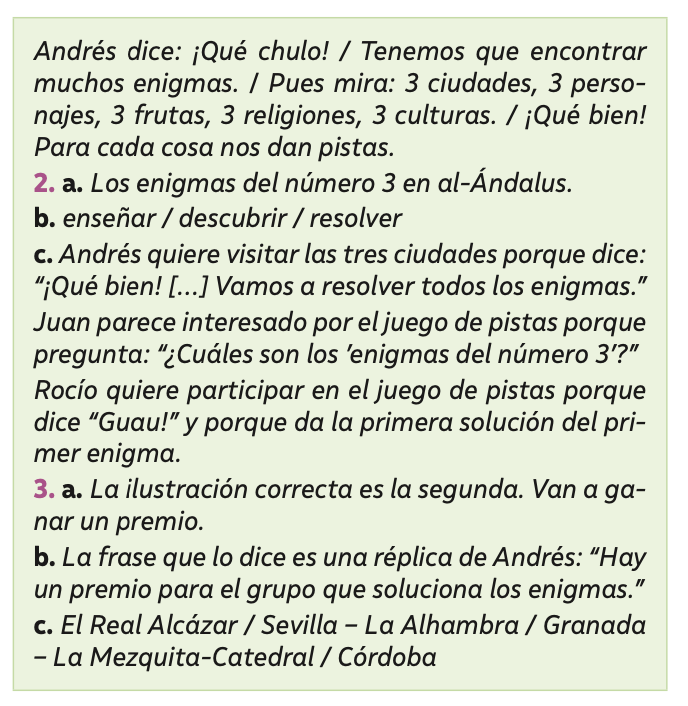 Andrés dice: ¡Qué chulo! / Tenemos que encontrar
muchos enigmas. / Pues mira: 3 ciudades, 3 perso-
najes, 3 frutas, 3 religiones, 3 culturas. / ¡Qué bien!
Para cada cosa nos dan pistas.
2. a. Los enigmas del número 3 en al-Ándalus.
b. enseñar / descubrir / resolver
c. Andrés quiere visitar las tres ciudades porque dice:
“¡Qué bien! [...] Vamos a resolver todos los enigmas.”
Juan parece interesado por el juego de pistas porque
pregunta: “¿Cuáles son los ’enigmas del número 3’?”
Rocío quiere participar en el juego de pistas porque
dice “Guau!” y porque da la primera solución del pri-
mer enigma.
3. a. La ilustración correcta es la segunda. Van a ga-
nar un premio.
b. La frase que lo dice es una réplica de Andrés: “Hay
un premio para el grupo que soluciona los enigmas.”
c. El Real Alcázar / Sevilla – La Alhambra / Granada
– La Mezquita-Catedral / Córdoba